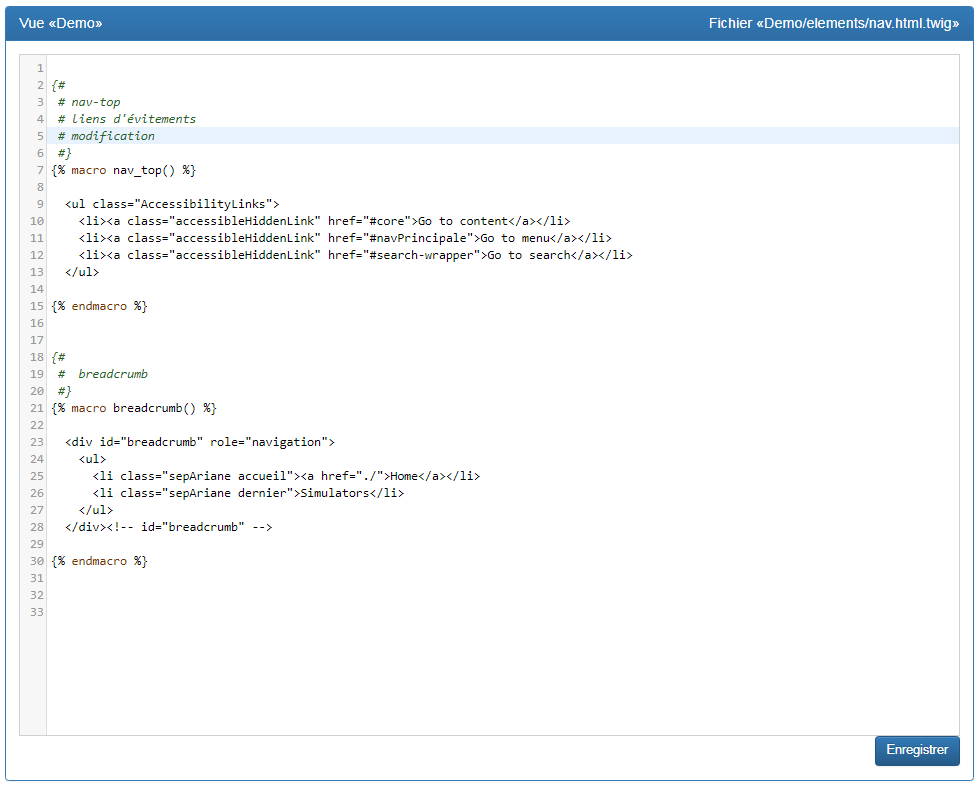 Vue «Demo»
Fichier «Demo/elements/nav.html.twig»
1
2 {#
3  # nav-top
4  # liens d'évitements
5  # modification
6  #}
7 {% macro nav_top() %}
8
9   <ul class="AccessibilityLinks">
10     <li><a class="accessibleHiddenLink" href="#core">Go to content</a></li>
11     <li><a class="accessibleHiddenLink" href="#navPrincipale">Go to menu</a></li>
12     <li><a class="accessibleHiddenLink" href="#search-wrapper">Go to search</a></li>
13   </ul>
14
15 {% endmacro %}
16
17
18 {#
19  #  breadcrumb
20  #}
21 {% macro breadcrumb() %}
22
23   <div id="breadcrumb" role="navigation">
24     <ul>
25       <li class="sepAriane accueil"><a href="./">Home</a></li>
26       <li class="sepAriane dernier">Simulators</li>
27     </ul>
28   </div><!-- id="breadcrumb" -->
29
30 {% endmacro %}
31
32
33
Enregistrer